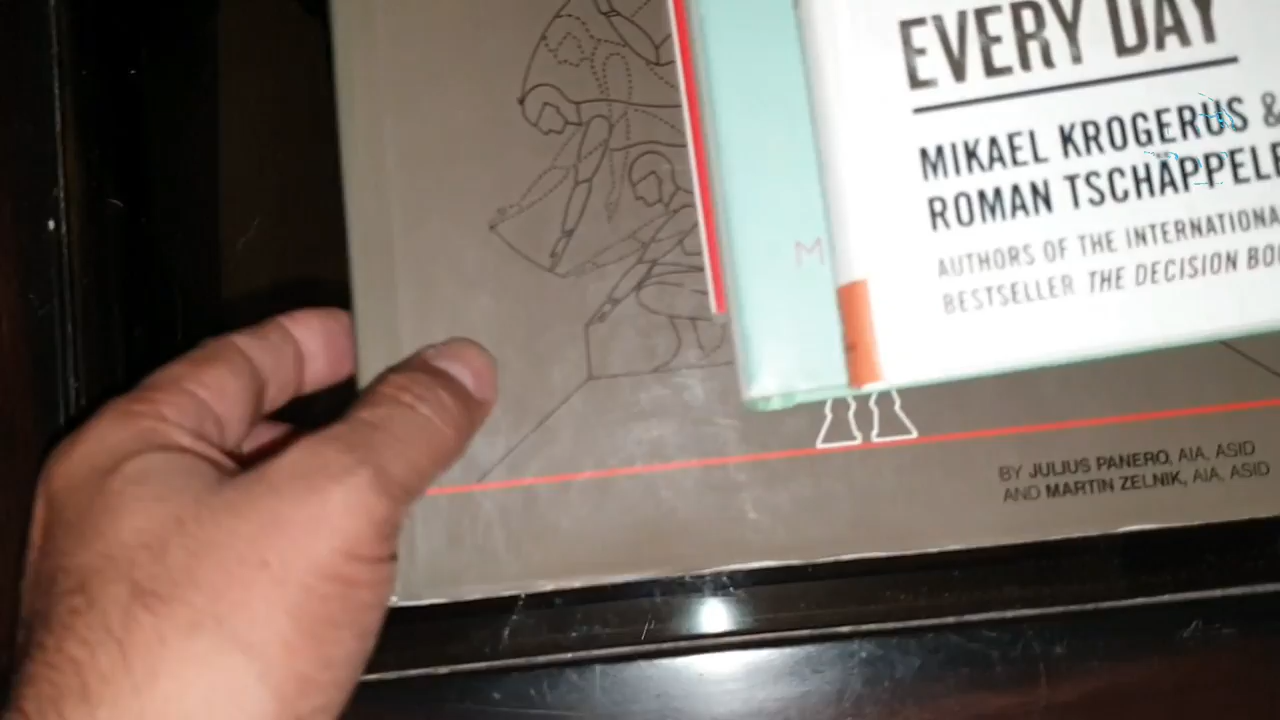 EVERY DAY
MIKAEL KROGERUS &
ROMAN TSCHÄPPELE
AUTHORS OF THE INTERNATIONA
BESTSELLER THE DECISION BO
M
BY JULIUS PANERO, AIA, ASID
AND MARTIN ZELNIK, AIA, ASID